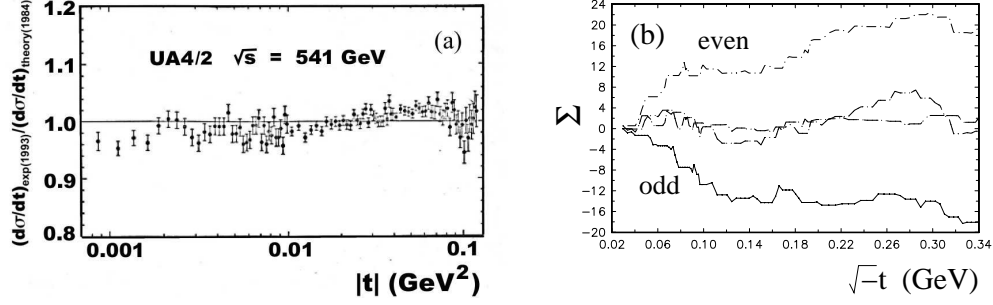 (dσ/dt)exp(1993)/(dσ/dt)theory(1984)
1.2
1.1
1.0
0.9
0.8
UA4/2 √s = 541 GeV
(a)
0.001
0.01
0.1
|t| (GeV²)
Σ
24
20
16
12
8
4
0
-4
-8
-12
-16
-20
(b)
even
odd
0.02 0.06 0.10 0.14 0.18 0.22 0.26 0.30 0.34
√-t (GeV)